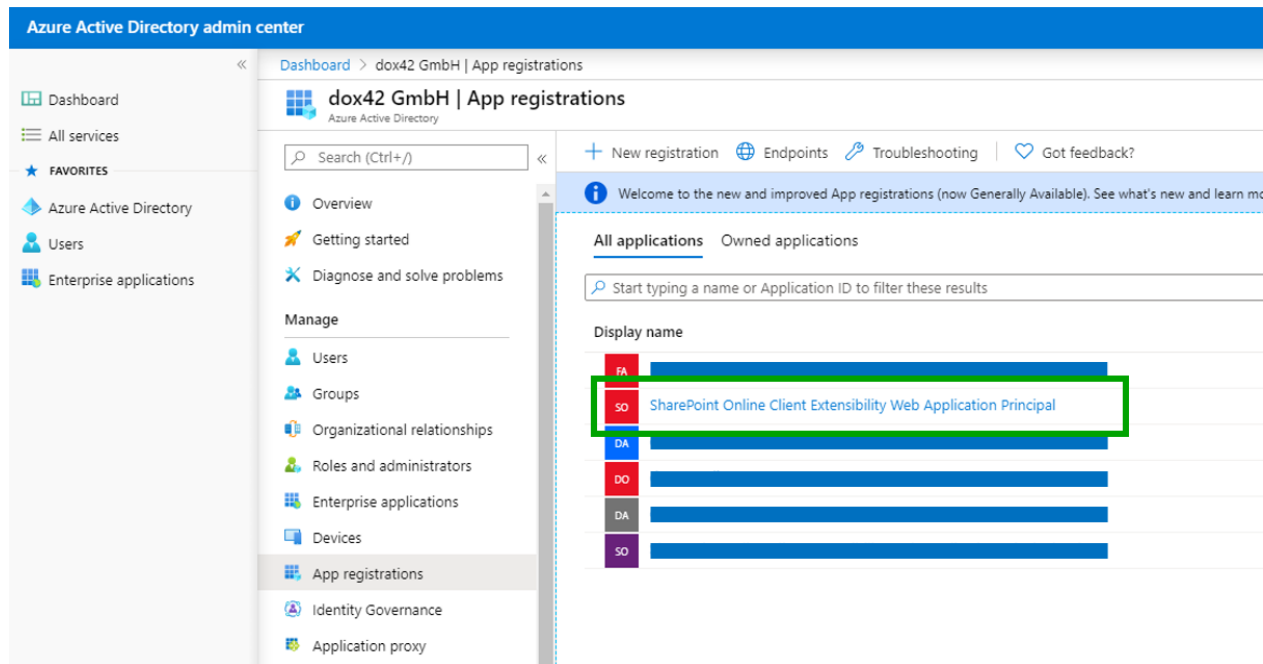 Azure Active Directory admin center
«
Dashboard
All services
FAVORITES
Azure Active Directory
Users
Enterprise applications
Dashboard > dox42 GmbH | App registrations
dox42 GmbH | App registrations
Azure Active Directory
Search (Ctrl+/)
«
Overview
Getting started
Diagnose and solve problems
Manage
Users
Groups
Organizational relationships
Roles and administrators
Enterprise applications
Devices
App registrations
Identity Governance
Application proxy
New registration Endpoints Troubleshooting Got feedback?
Welcome to the new and improved App registrations (now Generally Available). See what's new and learn mo
All applications Owned applications
Start typing a name or Application ID to filter these results
Display name
FA
SO SharePoint Online Client Extensibility Web Application Principal
DA
DO
DA
SO